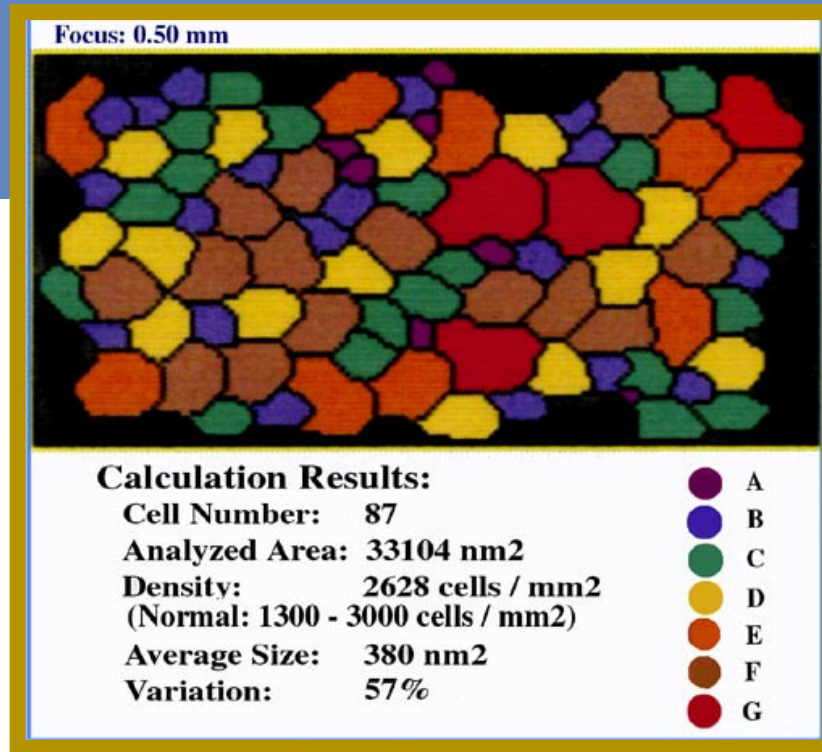 Focus: 0.50 mm
Calculation Results:
Cell Number: 87
Analyzed Area: 33104 nm2
Density: 2628 cells / mm2
(Normal: 1300 - 3000 cells / mm2)
Average Size: 380 nm2
Variation: 57%
A
B
C
D
E
F
G